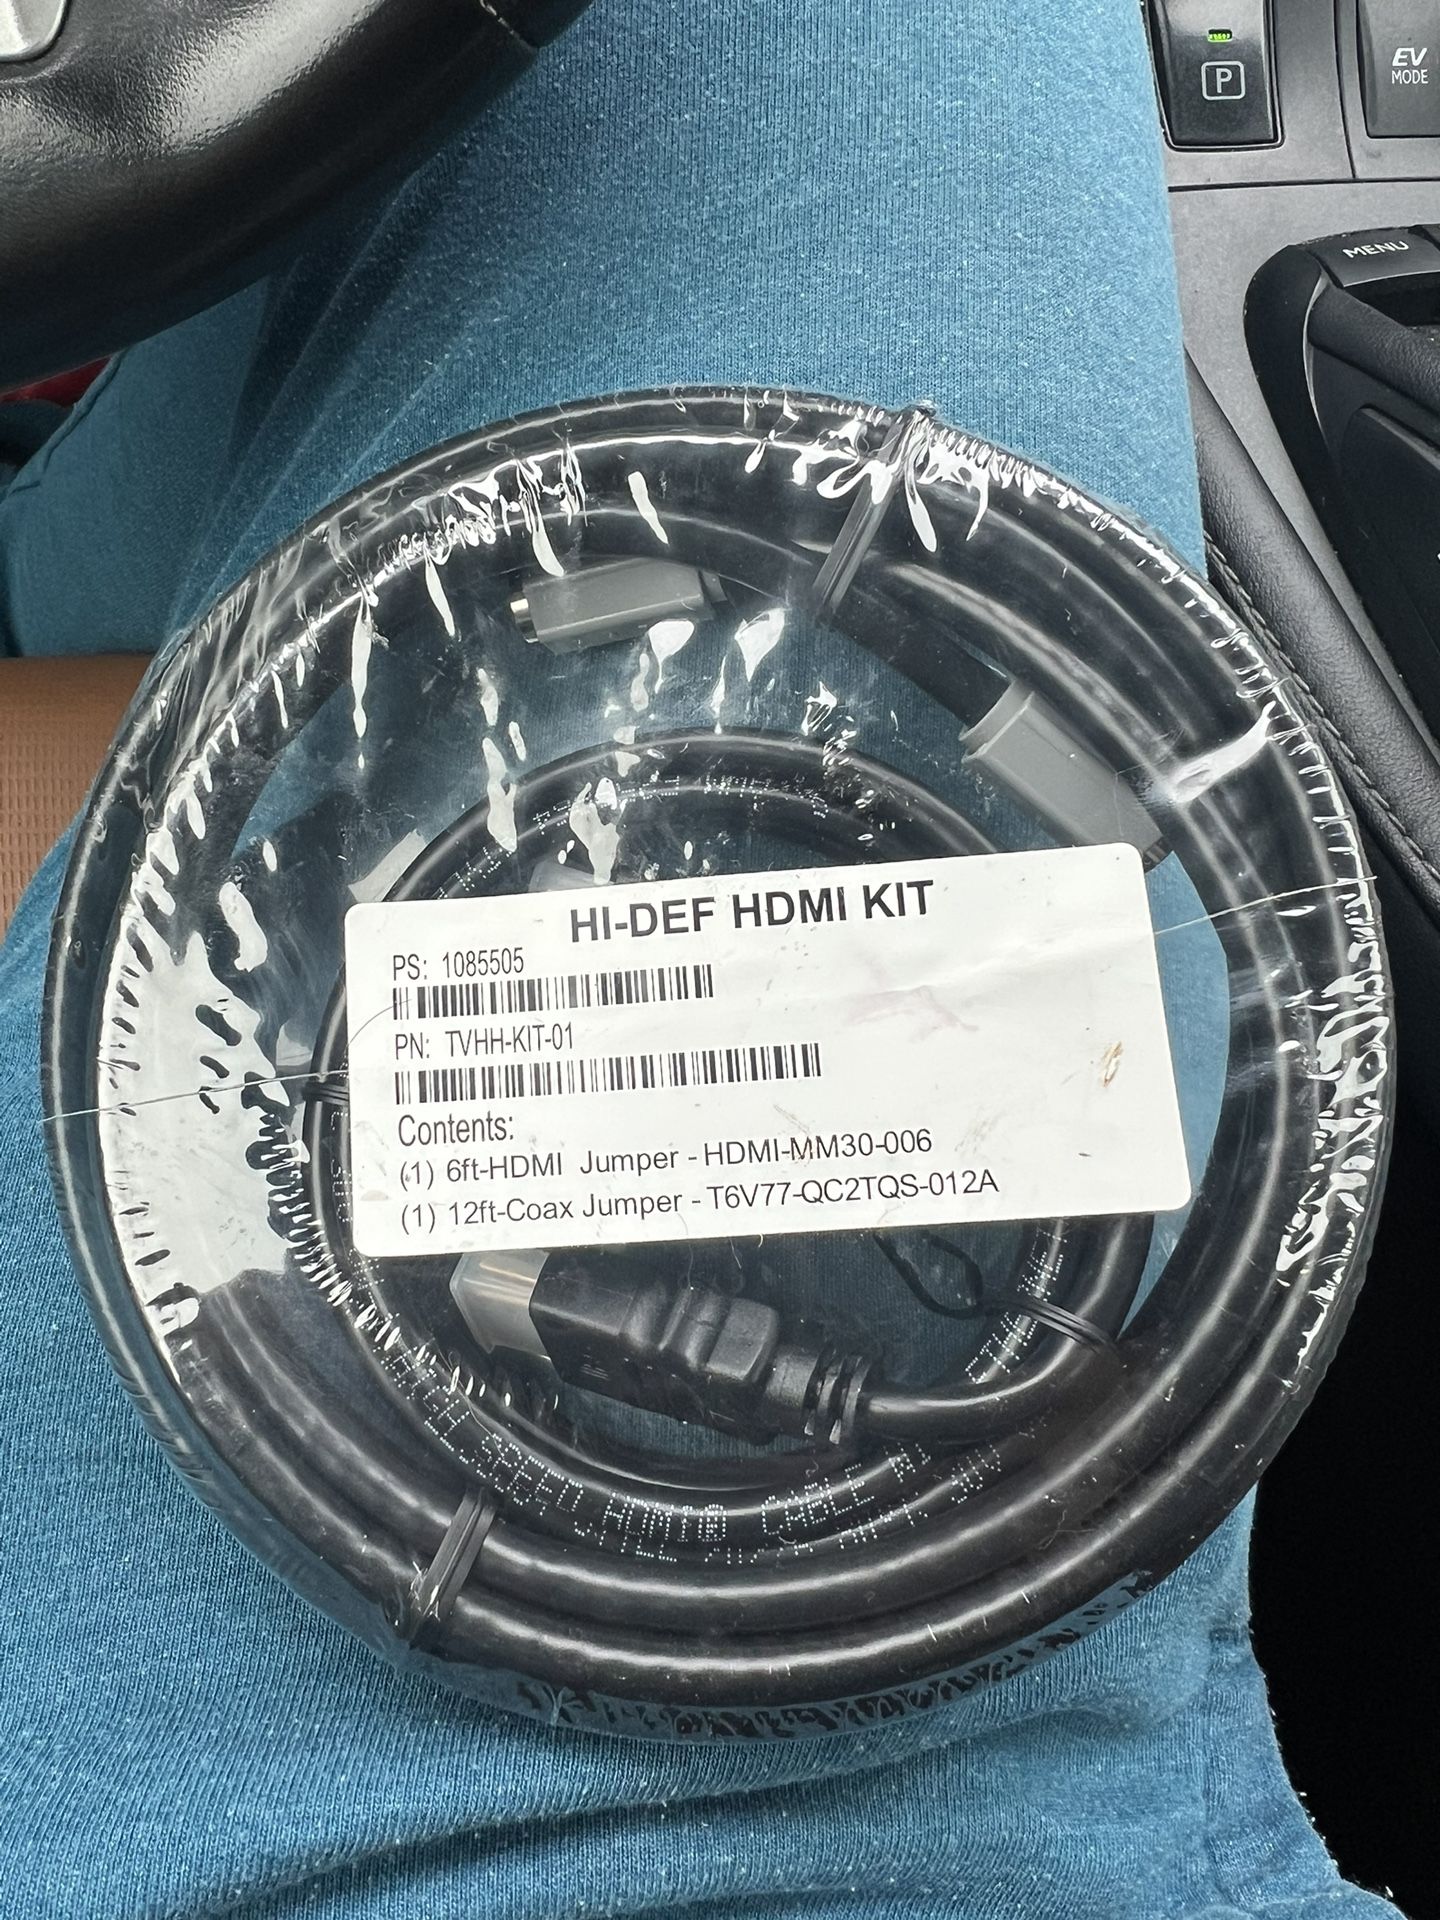 P
EV
MODE
MENU
HI-DEF HDMI KIT
PS: 1085505
PN: TVHH-KIT-01
Contents:
(1) 6ft-HDMI Jumper - HDMI-MM30-006
(1) 12ft-Coax Jumper - T6V77-QC2TQS-012A
CABLE